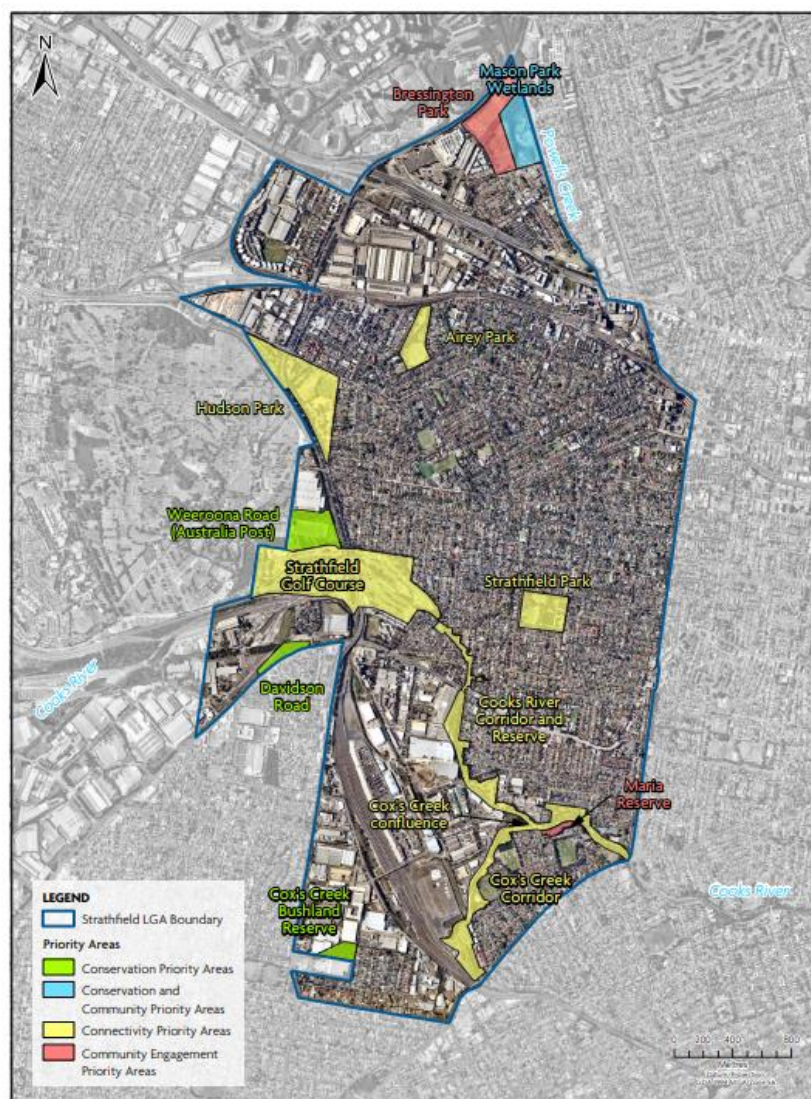 N
Mason Park
Wetlands
Bressington
Park
Powells Creek
Airey Park
Hudson Park
Weeroona Road
(Australia Post)
Strathfield
Golf Course
Strathfield Park
Cooks River
Davidson
Road
Cooks River
Corridor and
Reserve
Maria
Reserve
Cox's Creek
confluence
Cox's Creek
Corridor
Cooks River
Cox's Creek
Bushland
Reserve
LEGEND
Strathfield LGA Boundary
Priority Areas
Conservation Priority Areas
Conservation and
Community Priority Areas
Connectivity Priority Areas
Community Engagement
Priority Areas
0 200 400 800
Metres